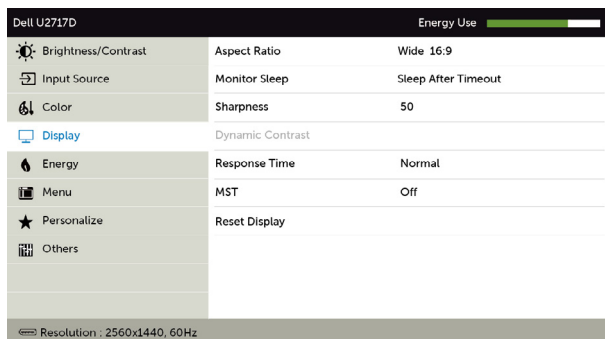 Dell U2717D Energy Use
Brightness/Contrast Aspect Ratio Wide 16:9
Input Source Monitor Sleep Sleep After Timeout
Color Sharpness 50
Display Dynamic Contrast
Energy Response Time Normal
Menu MST Off
Personalize Reset Display
Others
Resolution : 2560x1440, 60Hz